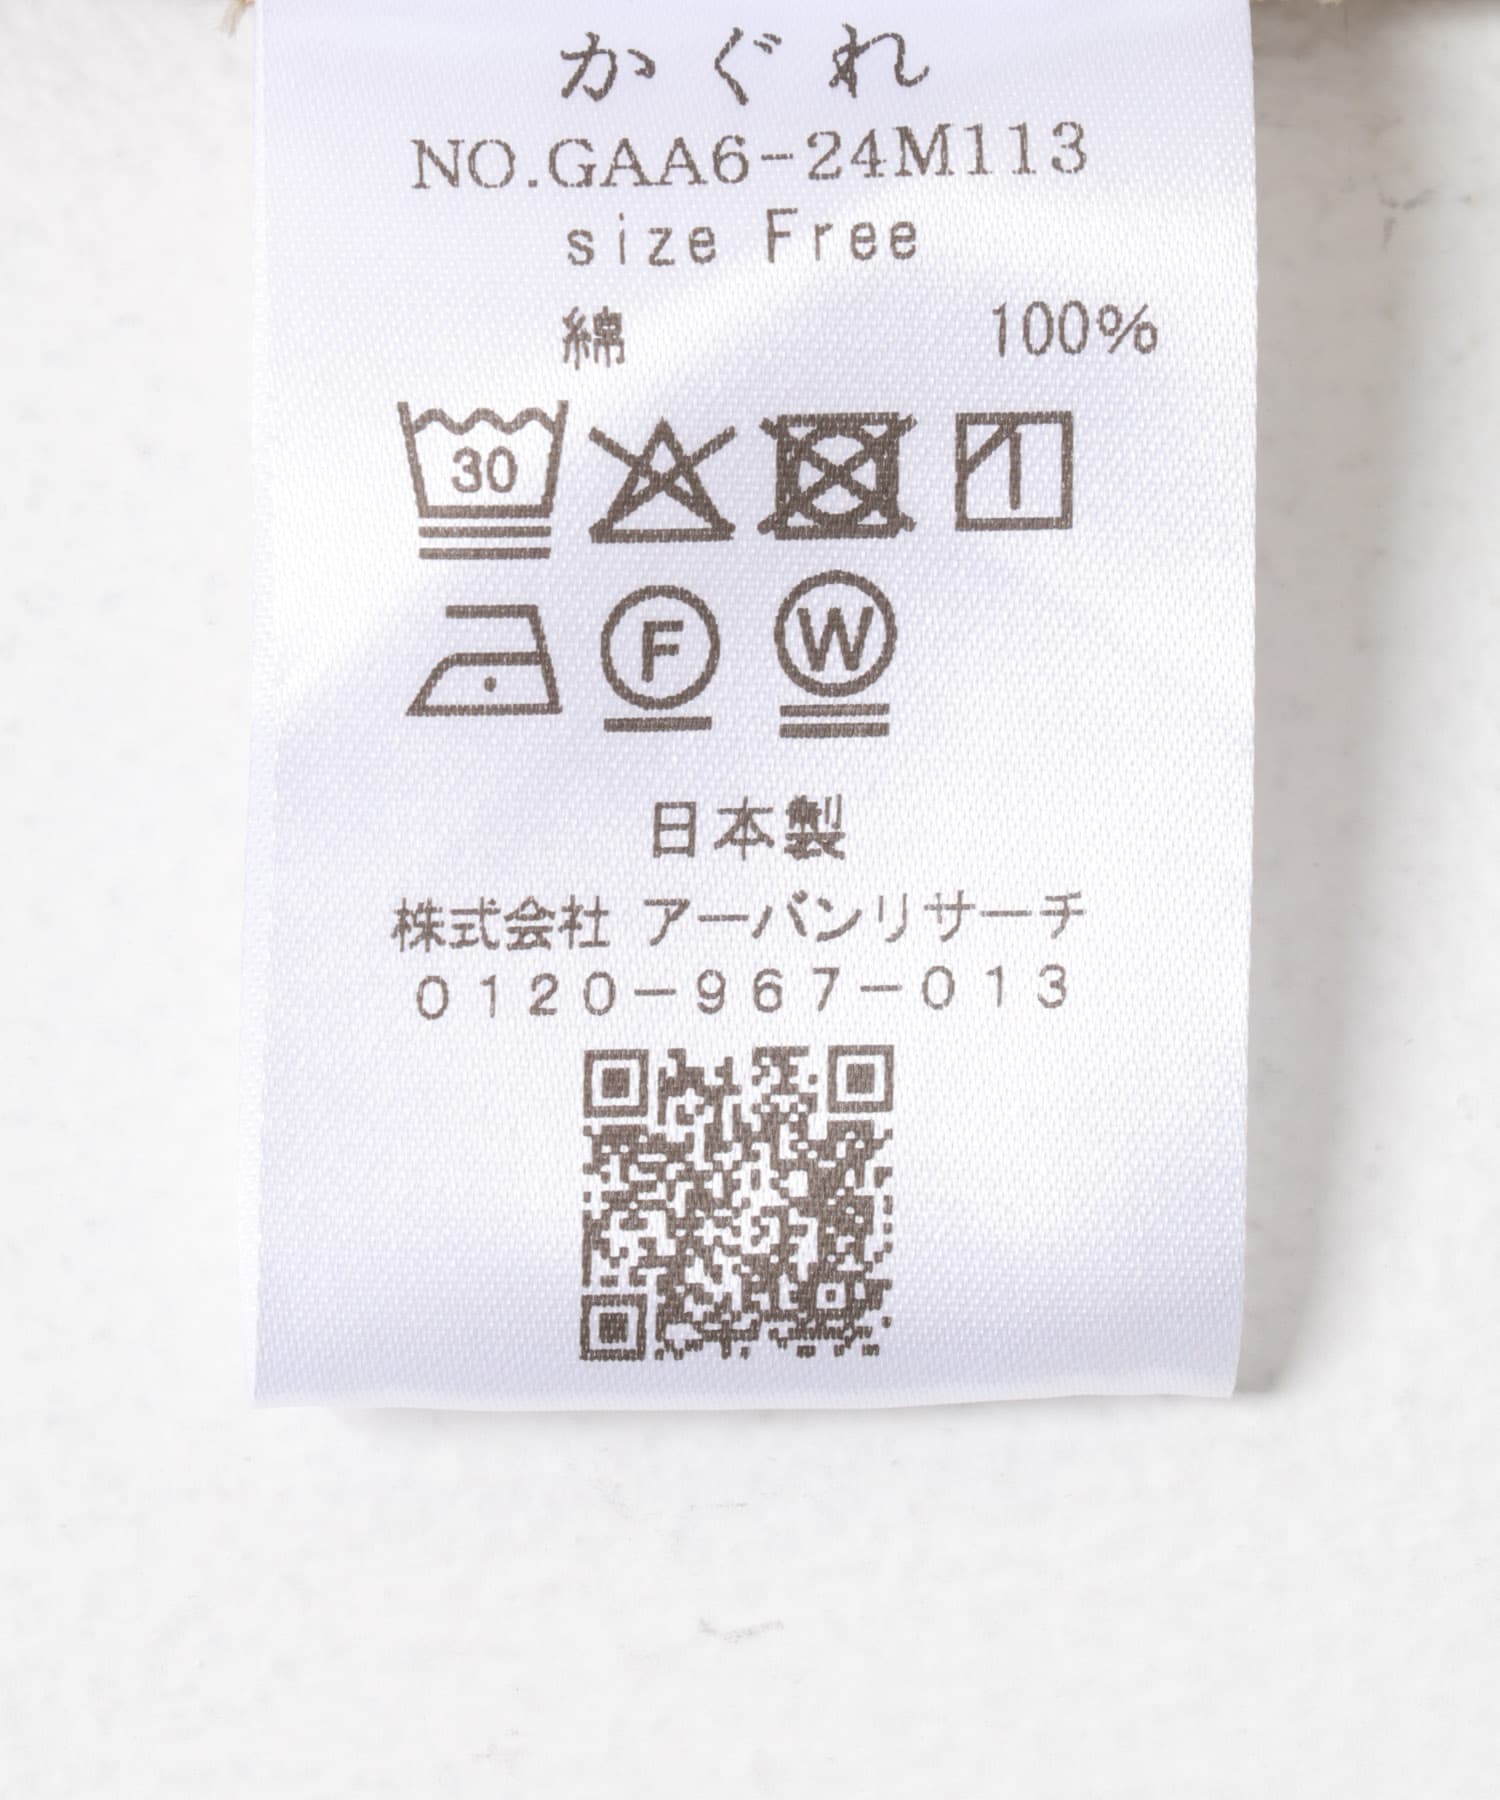 かぐれ
NO.GAA6-24M113
size Free
綿 100%
30
F W
日本製
株式会社 アーバンリサーチ
0120-967-013